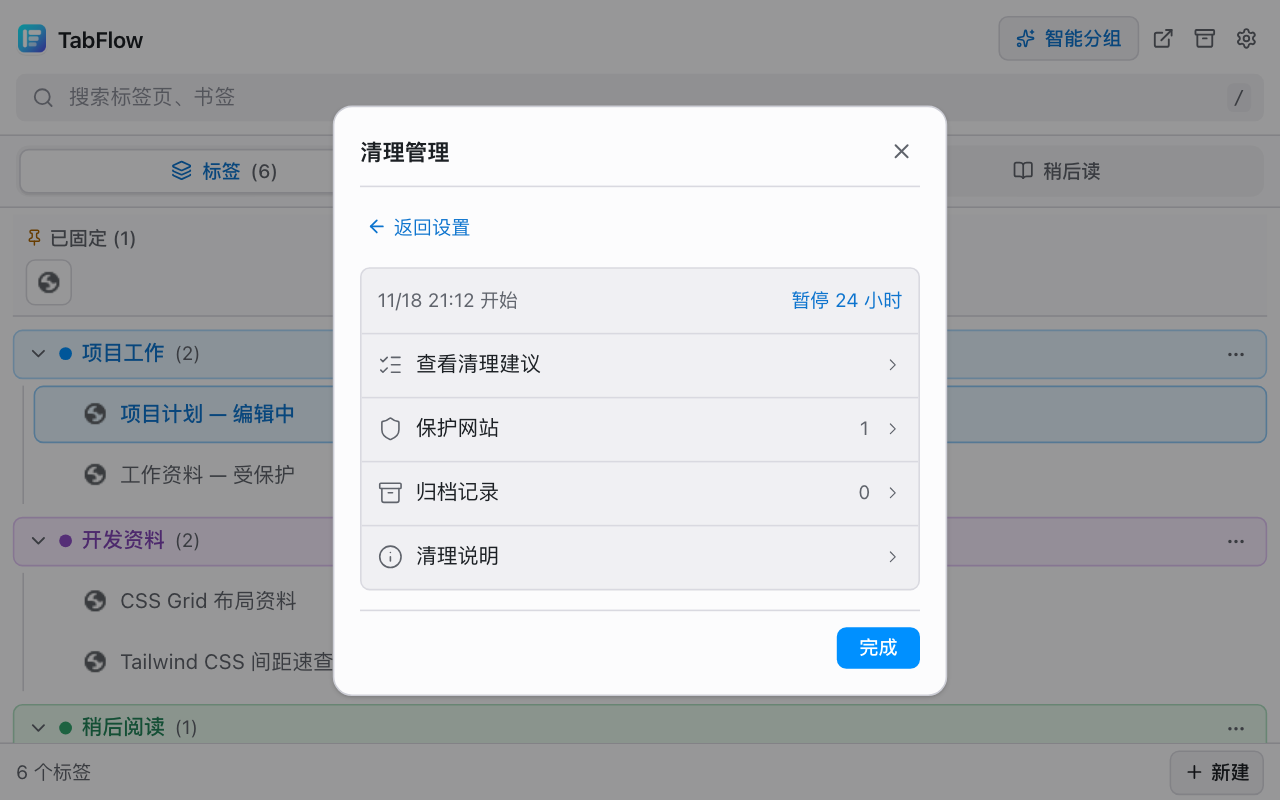 TabFlow
智能分组
搜索标签页、书签
/
标签 (6)
稍后读
已固定 (1)
项目工作 (2)
项目计划 — 编辑中
工作资料 — 受保护
开发资料 (2)
CSS Grid 布局资料
Tailwind CSS 间距速查
稍后阅读 (1)
6 个标签
新建
清理管理
返回设置
11/18 21:12 开始
暂停 24 小时
查看清理建议
保护网站
1
归档记录
0
清理说明
完成